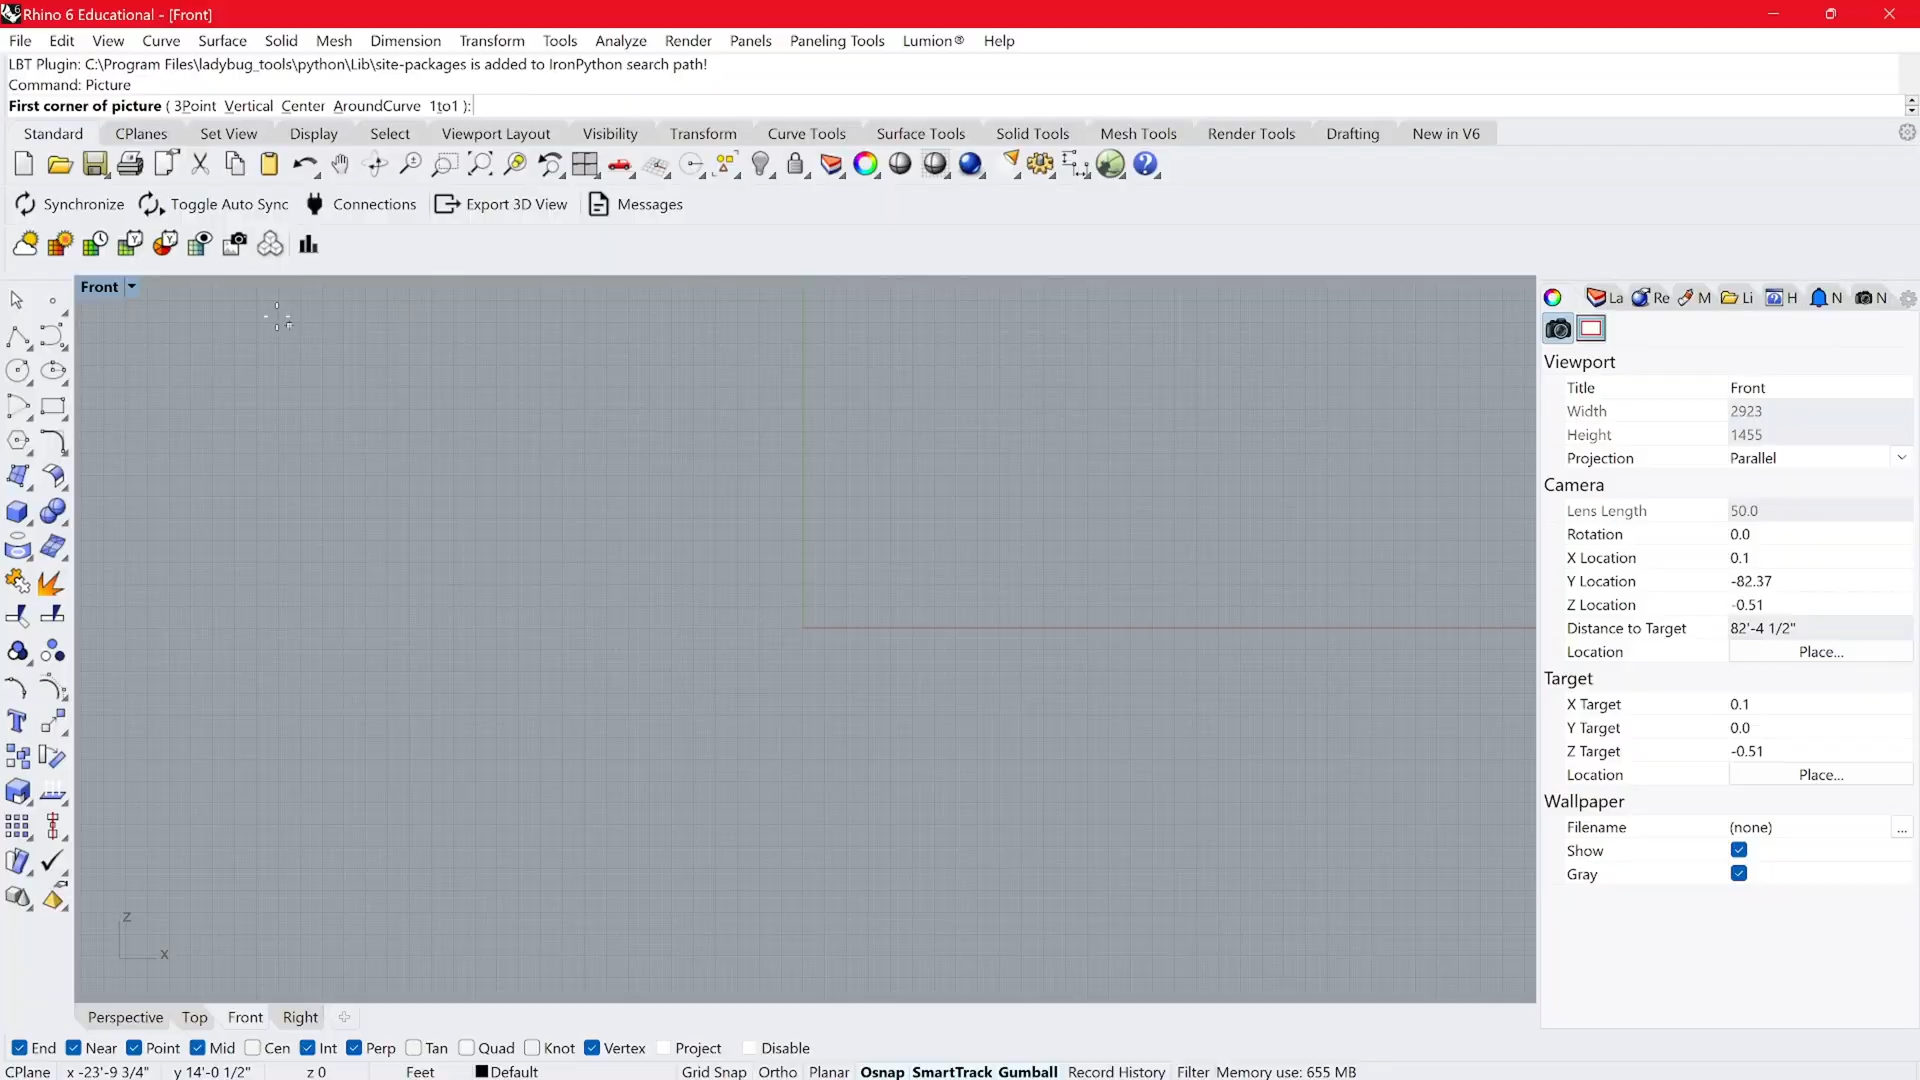 Rhino 6 Educational - [Front]
File Edit View Curve Surface Solid Mesh Dimension Transform Tools Analyze Render Panels Paneling Tools Lumion® Help
LBT Plugin: C:\Program Files\ladybug_tools\python\Lib\site-packages is added to IronPython search path!
Command: Picture
First corner of picture ( 3Point Vertical Center AroundCurve 1to1 ):
Standard CPlanes Set View Display Select Viewport Layout Visibility Transform Curve Tools Surface Tools Solid Tools Mesh Tools Render Tools Drafting New in V6
Synchronize Toggle Auto Sync Connections Export 3D View Messages
Front
La Re M Li H N N
Viewport
Title Front
Width 2923
Height 1455
Projection Parallel
Camera
Lens Length 50.0
Rotation 0.0
X Location 0.1
Y Location -82.37
Z Location -0.51
Distance to Target 82'-4 1/2"
Location Place...
Target
X Target 0.1
Y Target 0.0
Z Target -0.51
Location Place...
Wallpaper
Filename (none) ...
Show
Gray
z
x
Perspective Top Front Right
End Near Point Mid Cen Int Perp Tan Quad Knot Vertex Project Disable
CPlane x -23'-9 3/4" y 14'-0 1/2" z 0 Feet Default Grid Snap Ortho Planar Osnap SmartTrack Gumball Record History Filter Memory use: 655 MB